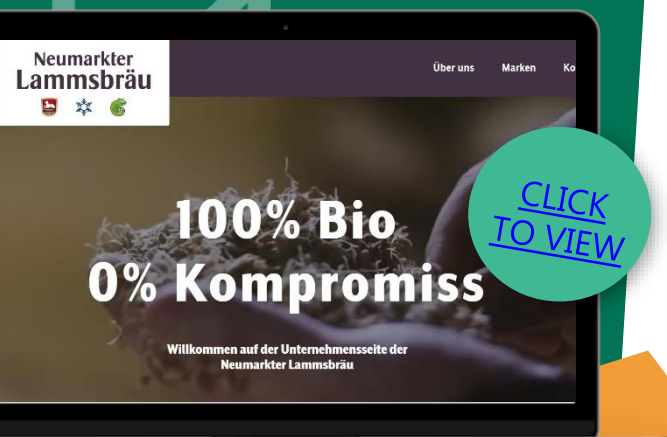 Neumarkter
Lammsbräu
Über uns Marken Ko
100% Bio
0% Kompromiss
CLICK
TO VIEW
Willkommen auf der Unternehmensseite der
Neumarkter Lammsbräu